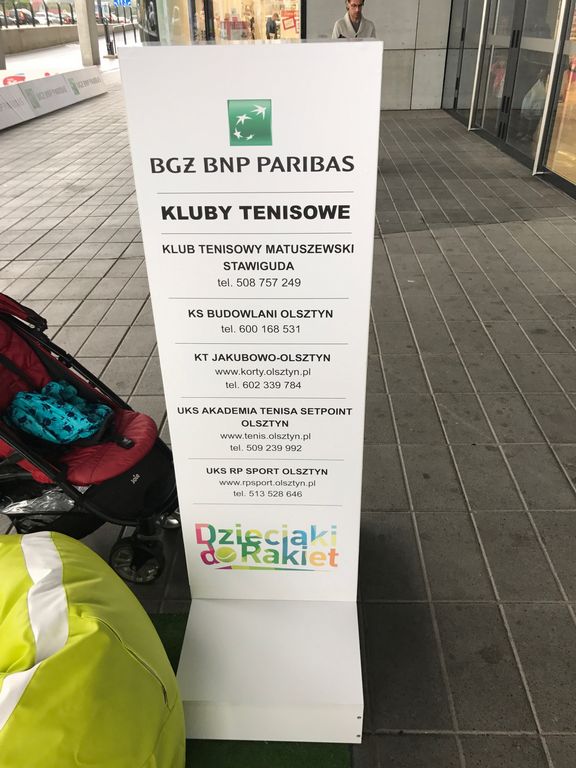 BGŻ BNP PARIBAS
KLUBY TENISOWE
KLUB TENISOWY MATUSZEWSKI
STAWIGUDA
tel. 508 757 249
KS BUDOWLANI OLSZTYN
tel. 600 168 531
KT JAKUBOWO-OLSZTYN
www.korty.olsztyn.pl
tel. 602 339 784
UKS AKADEMIA TENISA SETPOINT
OLSZTYN
www.tenis.olsztyn.pl
tel. 509 239 992
UKS RP SPORT OLSZTYN
www.rpsport.olsztyn.pl
tel. 513 528 646
Dzieciaki
do Rakiet
BGŻ BNP PARIBAS